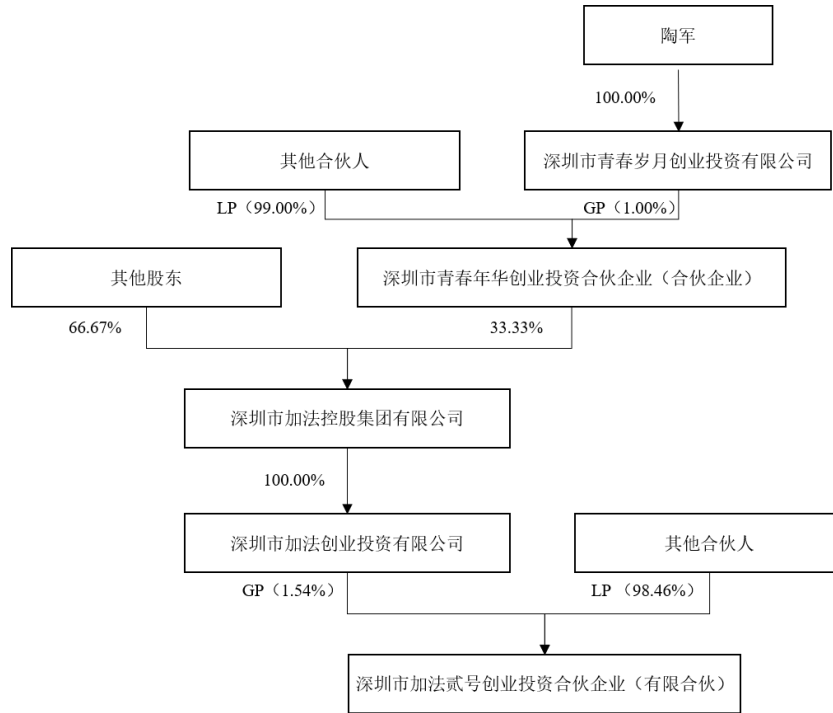 陶军
100.00%
其他合伙人
深圳市青春岁月创业投资有限公司
LP（99.00%）
GP（1.00%）
其他股东
深圳市青春年华创业投资合伙企业（合伙企业）
66.67%
33.33%
深圳市加法控股集团有限公司
100.00%
深圳市加法创业投资有限公司
其他合伙人
GP（1.54%）
LP （98.46%）
深圳市加法贰号创业投资合伙企业（有限合伙）